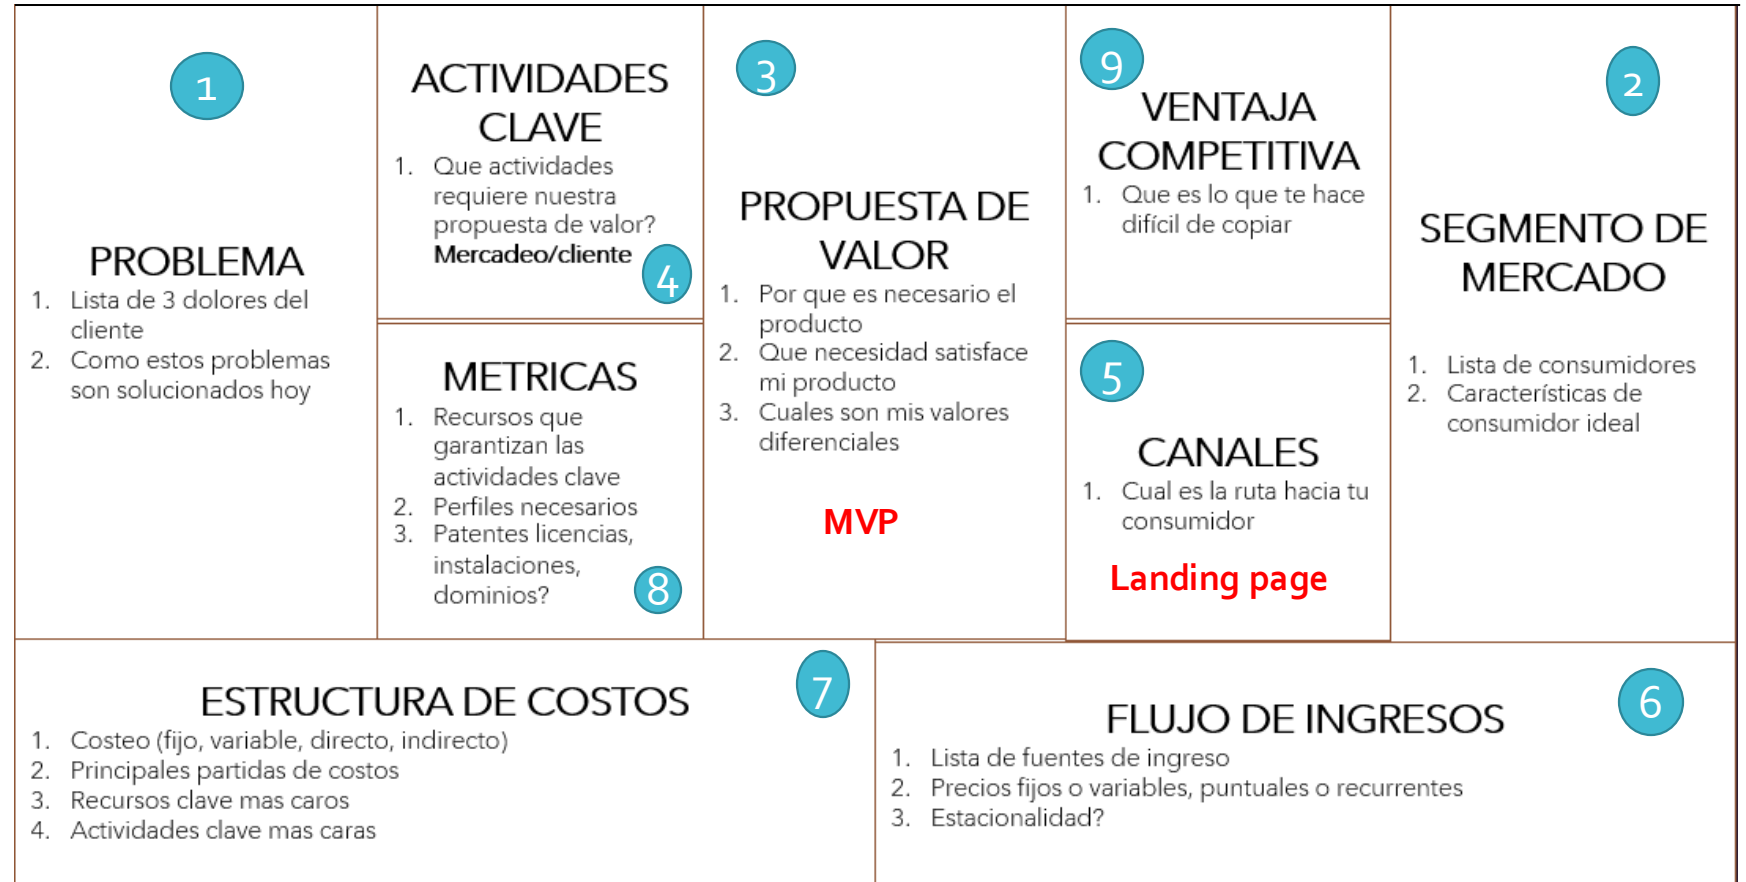 1
PROBLEMA
1. Lista de 3 dolores del
cliente
2. Como estos problemas
son solucionados hoy
ACTIVIDADES
CLAVE
1. Que actividades
requiere nuestra
propuesta de valor?
Mercadeo/cliente
4
METRICAS
1. Recursos que
garantizan las
actividades clave
2. Perfiles necesarios
3. Patentes licencias,
instalaciones,
dominios?
8
3
PROPUESTA DE
VALOR
1. Por que es necesario el
producto
2. Que necesidad satisface
mi producto
3. Cuales son mis valores
diferenciales
MVP
9
VENTAJA
COMPETITIVA
1. Que es lo que te hace
difícil de copiar
5
CANALES
1. Cual es la ruta hacia tu
consumidor
Landing page
2
SEGMENTO DE
MERCADO
1. Lista de consumidores
2. Características de
consumidor ideal
7
ESTRUCTURA DE COSTOS
1. Costeo (fijo, variable, directo, indirecto)
2. Principales partidas de costos
3. Recursos clave mas caros
4. Actividades clave mas caras
6
FLUJO DE INGRESOS
1. Lista de fuentes de ingreso
2. Precios fijos o variables, puntuales o recurrentes
3. Estacionalidad?